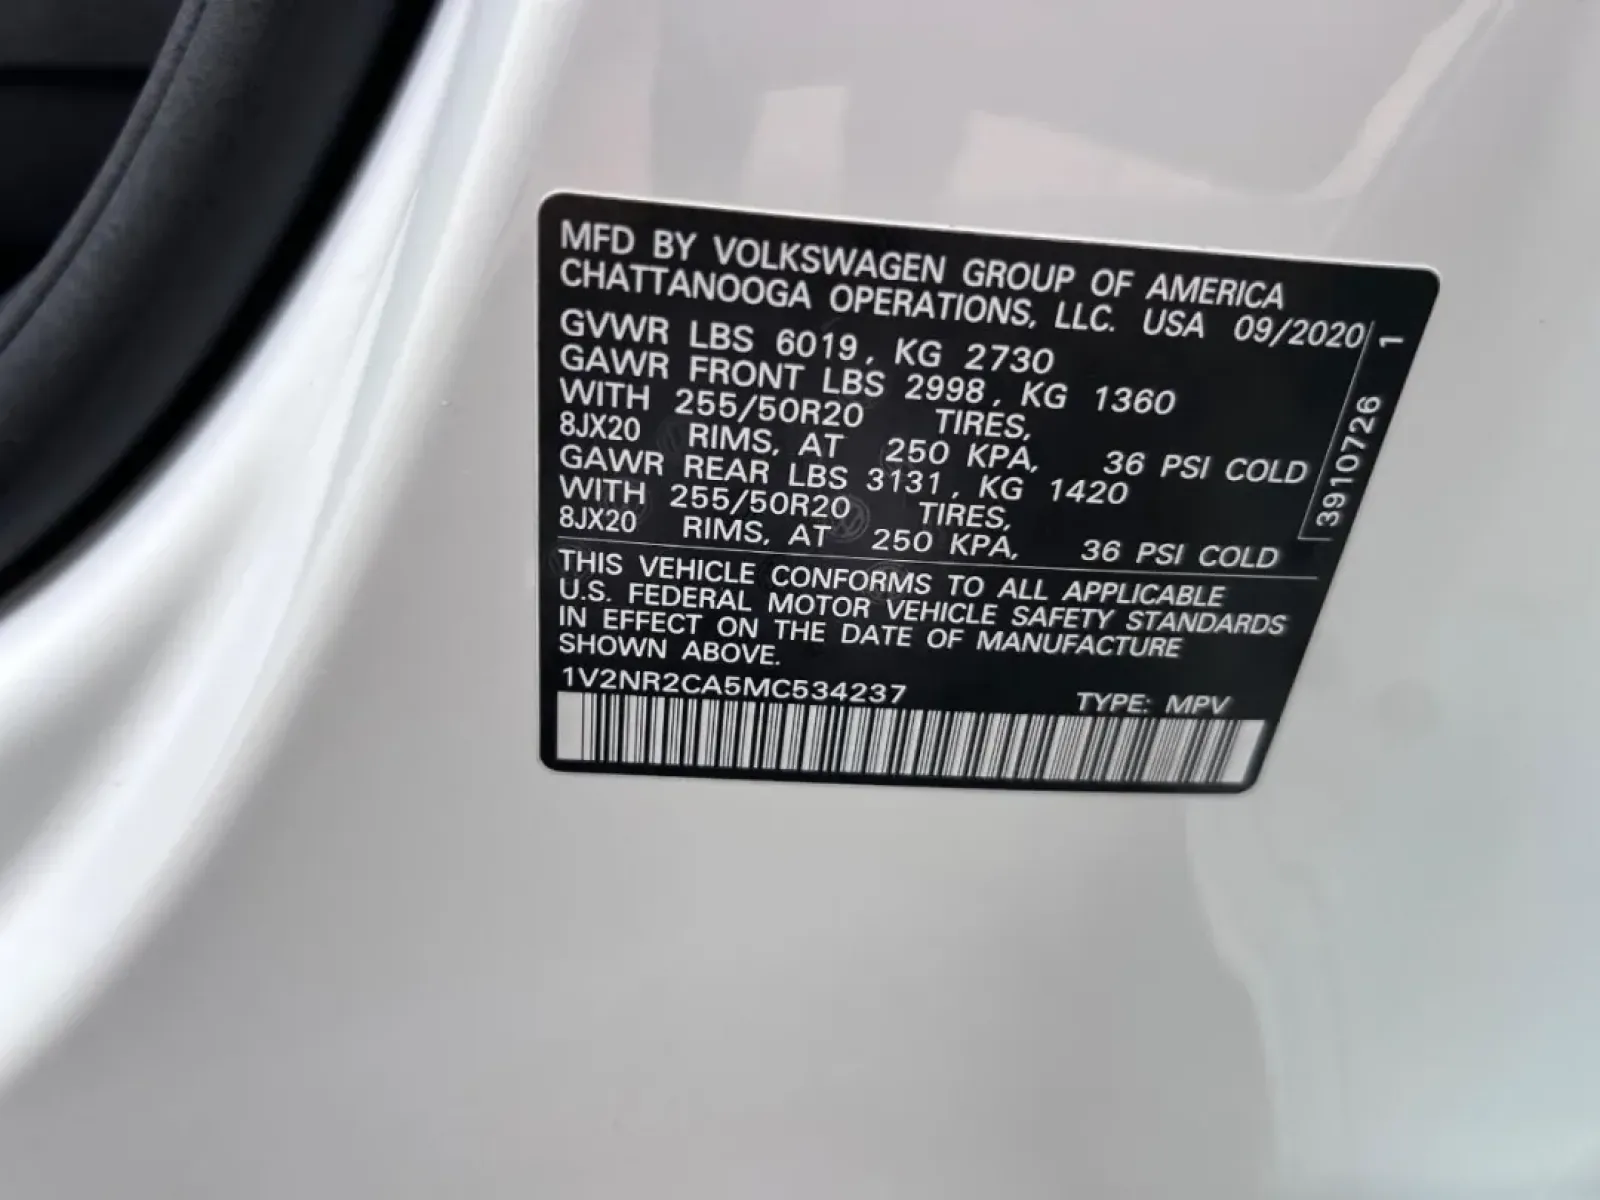 MFD BY VOLKSWAGEN GROUP OF AMERICA
CHATTANOOGA OPERATIONS, LLC. USA 09/2020
GVWR LBS 6019, KG 2730
GAWR FRONT LBS 2998, KG 1360
WITH 255/50R20 TIRES,
8JX20 RIMS, AT 250 KPA, 36 PSI COLD
GAWR REAR LBS 3131, KG 1420
WITH 255/50R20 TIRES,
8JX20 RIMS, AT 250 KPA, 36 PSI COLD
THIS VEHICLE CONFORMS TO ALL APPLICABLE
U.S. FEDERAL MOTOR VEHICLE SAFETY STANDARDS
IN EFFECT ON THE DATE OF MANUFACTURE
SHOWN ABOVE.
1V2NR2CA5MC534237 TYPE: MPV
3910726 1